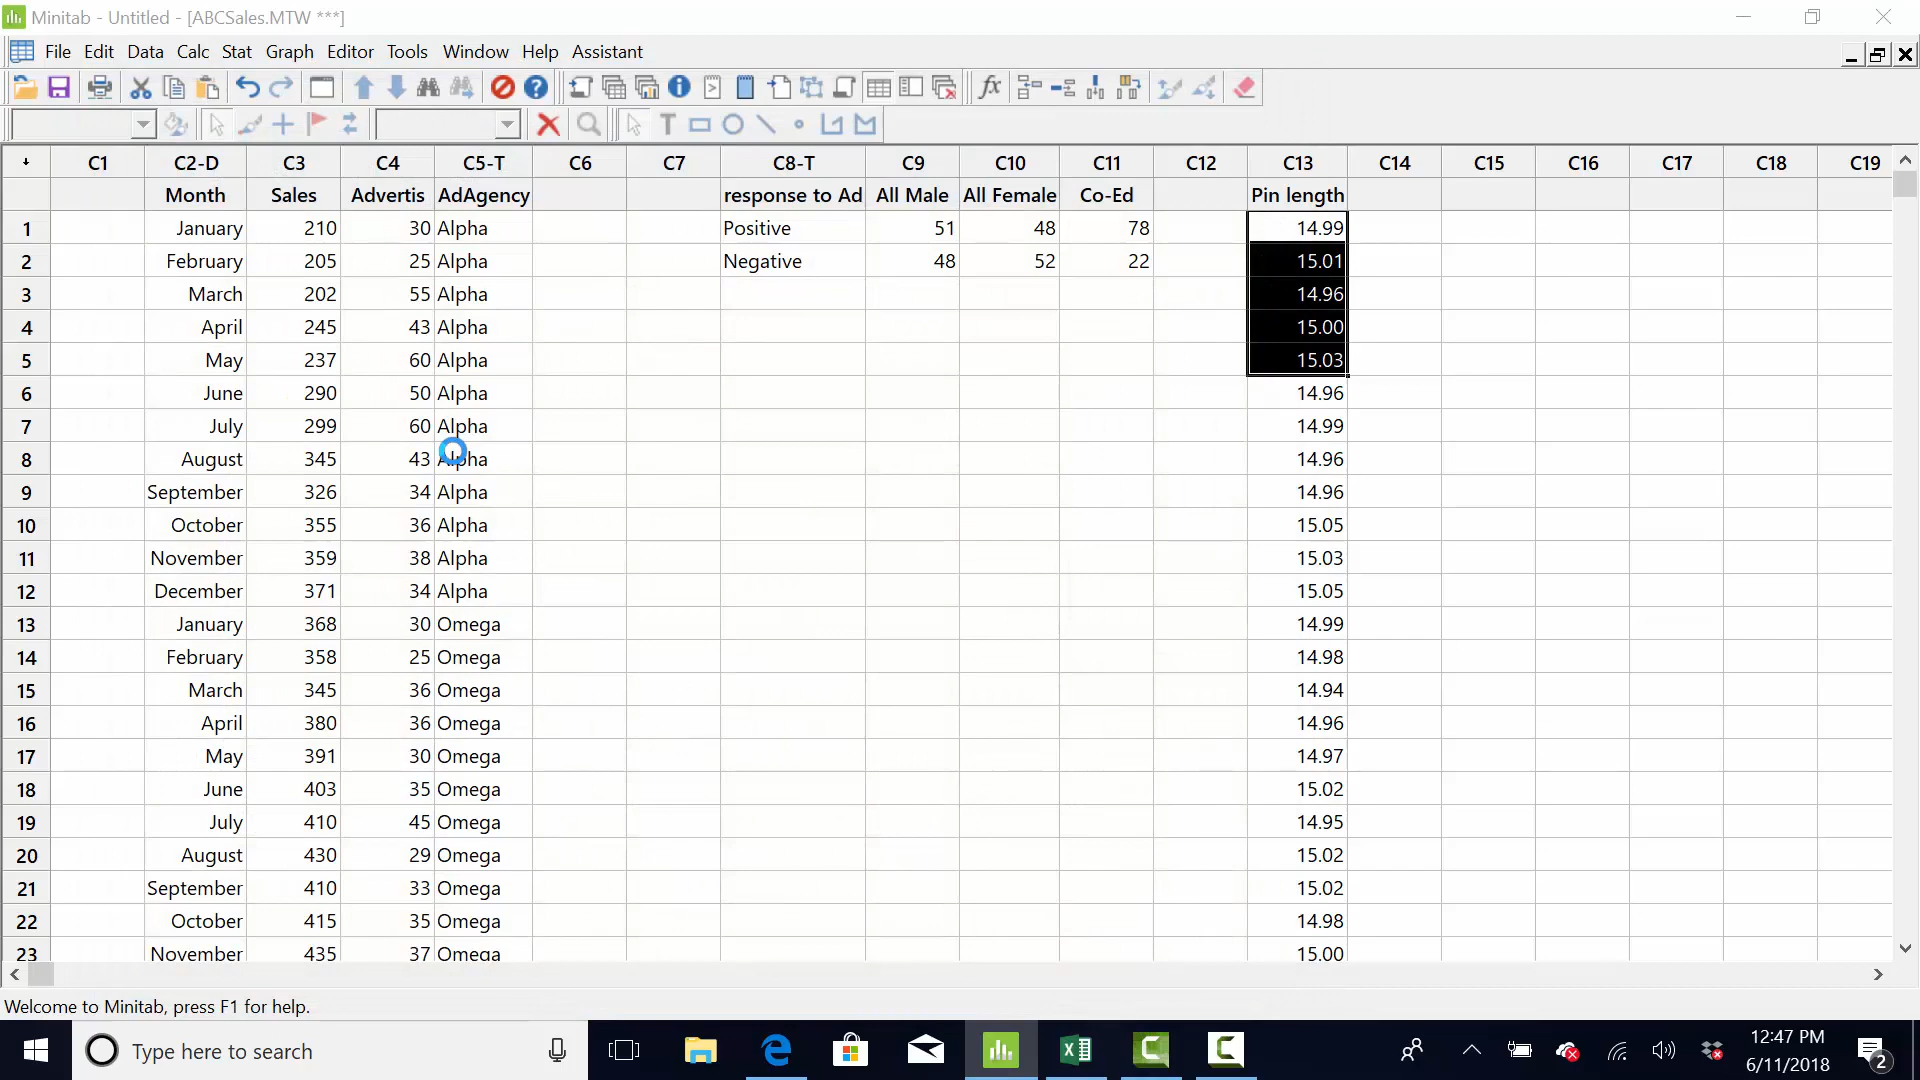 Minitab - Untitled - [ABCSales.MTW ***]
File Edit Data Calc Stat Graph Editor Tools Window Help Assistant
C1 C2-D C3 C4 C5-T C6 C7 C8-T C9 C10 C11 C12 C13 C14 C15 C16 C17 C18 C19
Month Sales Advertis AdAgency response to Ad All Male All Female Co-Ed Pin length
1 January 210 30 Alpha Positive 51 48 78 14.99
2 February 205 25 Alpha Negative 48 52 22 15.01
3 March 202 55 Alpha 14.96
4 April 245 43 Alpha 15.00
5 May 237 60 Alpha 15.03
6 June 290 50 Alpha 14.96
7 July 299 60 Alpha 14.99
8 August 345 43 Alpha 14.96
9 September 326 34 Alpha 14.96
10 October 355 36 Alpha 15.05
11 November 359 38 Alpha 15.03
12 December 371 34 Alpha 15.05
13 January 368 30 Omega 14.99
14 February 358 25 Omega 14.98
15 March 345 36 Omega 14.94
16 April 380 36 Omega 14.96
17 May 391 30 Omega 14.97
18 June 403 35 Omega 15.02
19 July 410 45 Omega 14.95
20 August 430 29 Omega 15.02
21 September 410 33 Omega 15.02
22 October 415 35 Omega 14.98
23 November 435 37 Omega 15.00
Welcome to Minitab, press F1 for help.
Type here to search
12:47 PM
6/11/2018
2